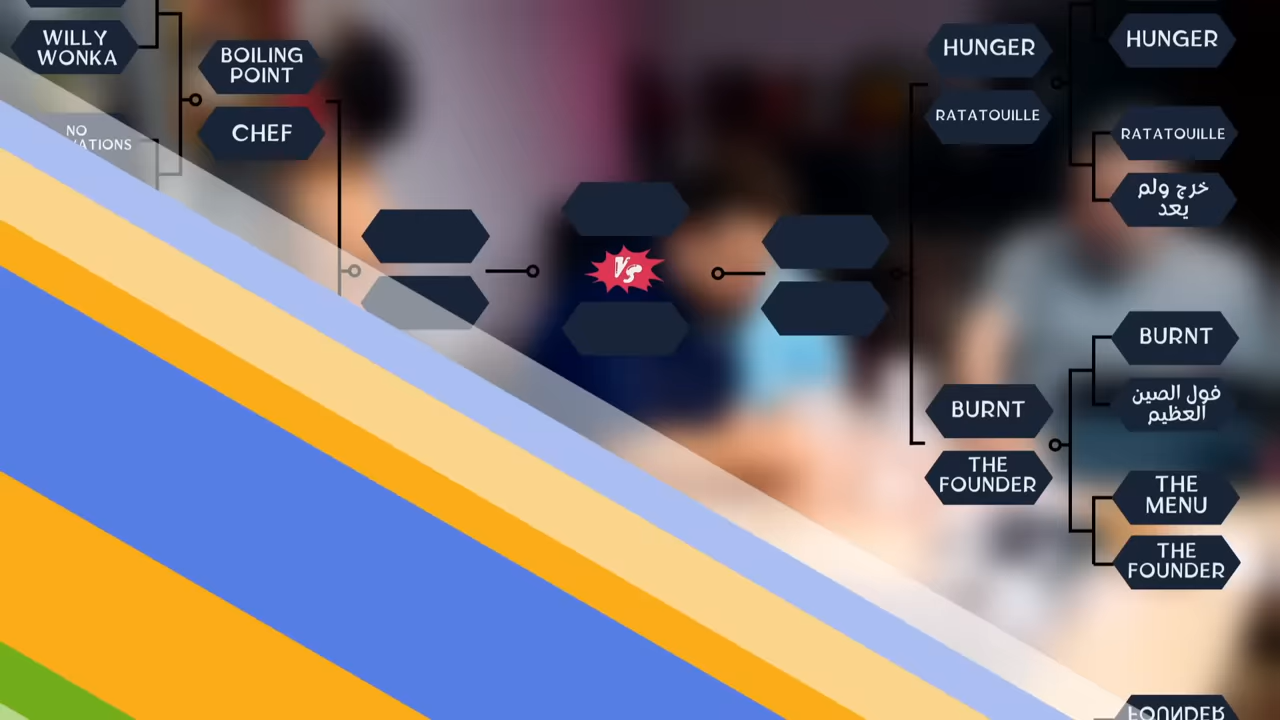 WILLY
WONKA
BOILING
POINT
CHEF
NO
VS
HUNGER
RATATOUILLE
BURNT
THE
FOUNDER
HUNGER
RATATOUILLE
خرج ولم
يعد
BURNT
فول الصين
العظيم
THE
MENU
THE
FOUNDER
FOUNDER